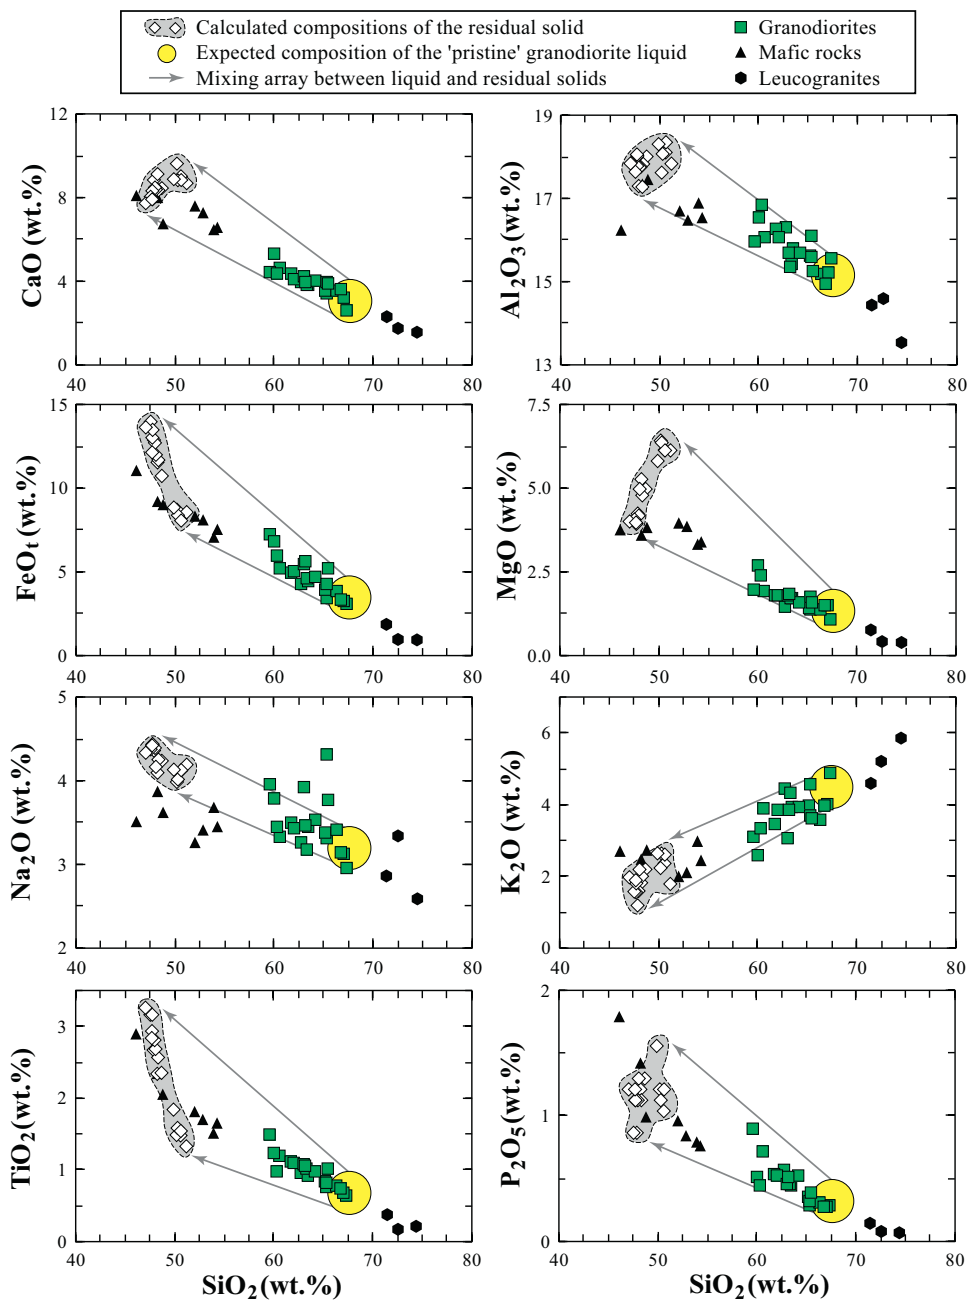 Calculated compositions of the residual solid
Granodiorites
Expected composition of the 'pristine' granodiorite liquid
Mafic rocks
Mixing array between liquid and residual solids
Leucogranites
CaO (wt.%)
12
8
4
0
40 50 60 70 80
Al2O3 (wt.%)
19
17
15
13
40 50 60 70 80
FeOt (wt.%)
15
10
5
0
40 50 60 70 80
MgO (wt.%)
7.5
5.0
2.5
0.0
40 50 60 70 80
Na2O (wt.%)
5
4
3
2
40 50 60 70 80
K2O (wt.%)
6
4
2
0
40 50 60 70 80
TiO2 (wt.%)
3
2
1
0
40 50 60 70 80
SiO2 (wt.%)
P2O5 (wt.%)
2
1
0
40 50 60 70 80
SiO2 (wt.%)